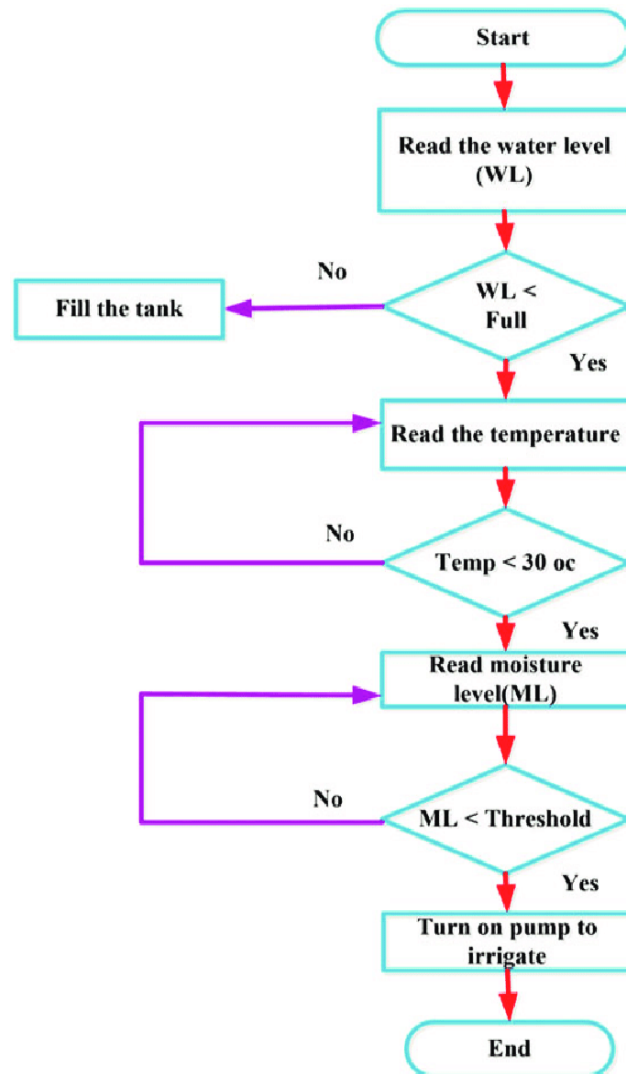 Start
Read the water level
(WL)
No
WL <
Full
Fill the tank
Yes
Read the temperature
No
Temp < 30 oc
Yes
Read moisture
level(ML)
No
ML < Threshold
Yes
Turn on pump to
irrigate
End